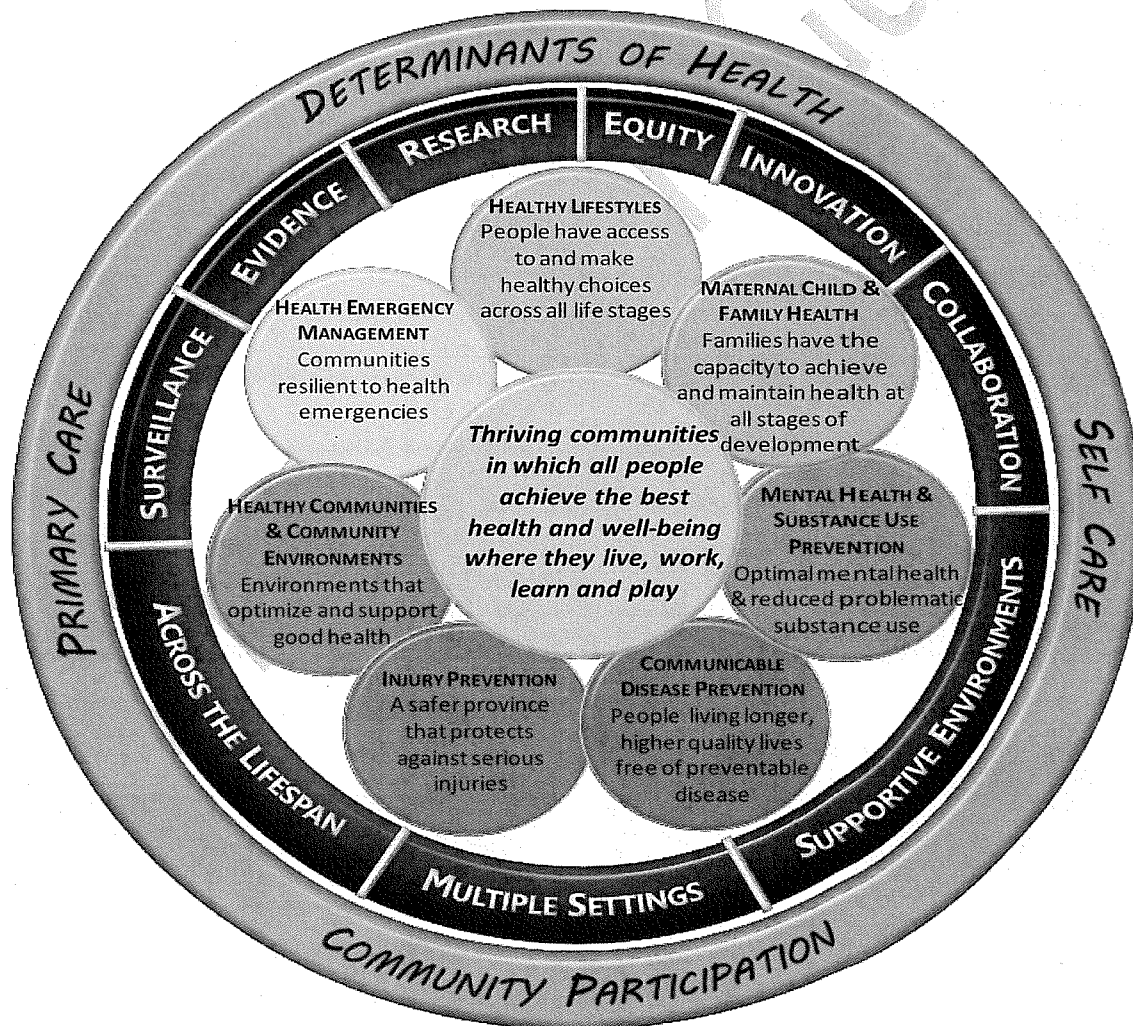 DETERMINANTS OF HEALTH
PRIMARY CARE
SELF CARE
COMMUNITY PARTICIPATION
SURVEILLANCE
EVIDENCE
RESEARCH
EQUITY
INNOVATION
COLLABORATION
SUPPORTIVE ENVIRONMENTS
MULTIPLE SETTINGS
ACROSS THE LIFESPAN
HEALTHY LIFESTYLES
People have access
to and make
healthy choices
across all life stages
MATERNAL CHILD &
FAMILY HEALTH
Families have the
capacity to achieve
and maintain health at
all stages of
development
MENTAL HEALTH &
SUBSTANCE USE
PREVENTION
Optimal mental health
& reduced problematic
substance use
COMMUNICABLE
DISEASE PREVENTION
People living longer,
higher quality lives
free of preventable
disease
INJURY PREVENTION
A safer province
that protects
against serious
injuries
HEALTHY COMMUNITIES
& COMMUNITY
ENVIRONMENTS
Environments that
optimize and support
good health
HEALTH EMERGENCY
MANAGEMENT
Communities
resilient to health
emergencies
Thriving communities
in which all people
achieve the best
health and well-being
where they live, work,
learn and play